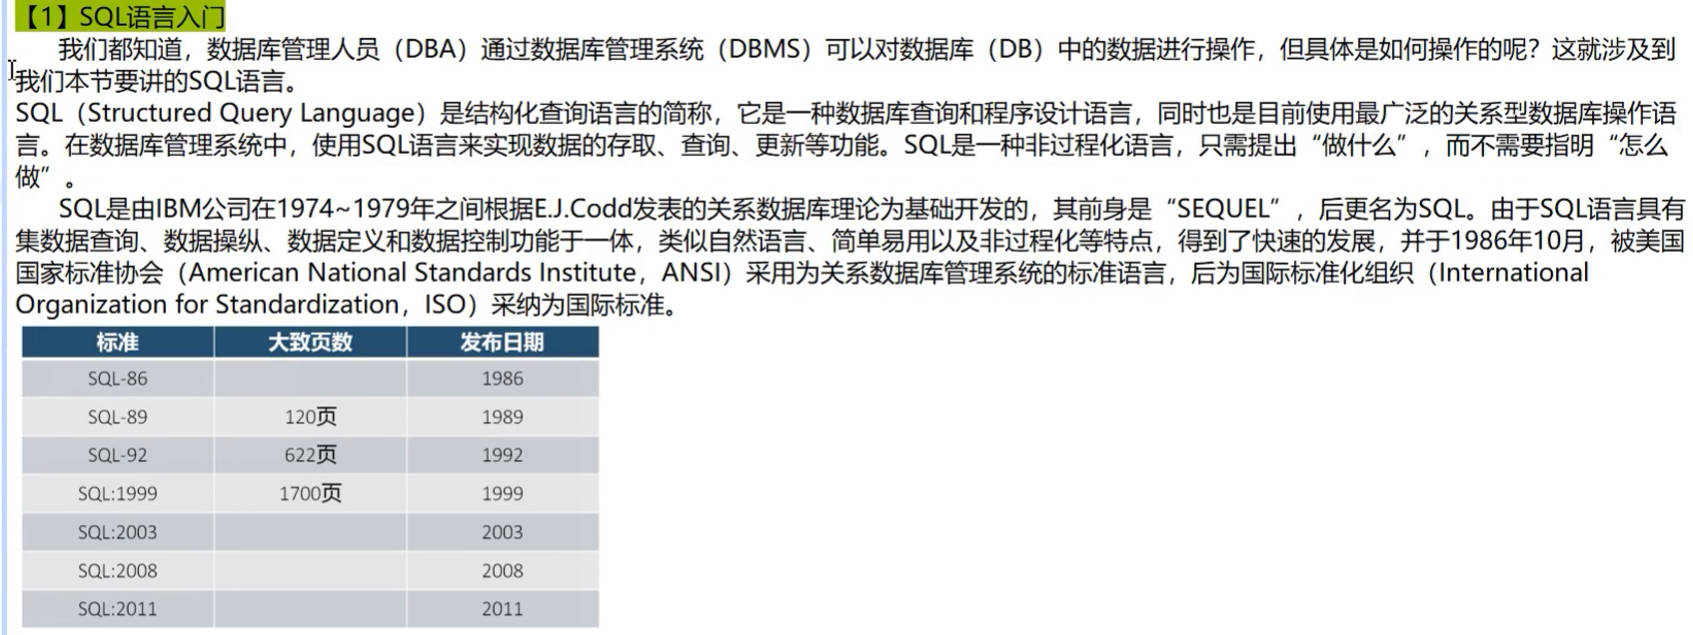 【1】SQL语言入门
我们都知道，数据库管理人员（DBA）通过数据库管理系统（DBMS）可以对数据库（DB）中的数据进行操作，但具体是如何操作的呢？这就涉及到
我们本节要讲的SQL语言。
SQL（Structured Query Language）是结构化查询语言的简称，它是一种数据库查询和程序设计语言，同时也是目前使用最广泛的关系型数据库操作语
言。在数据库管理系统中，使用SQL语言来实现数据的存取、查询、更新等功能。SQL是一种非过程化语言，只需提出“做什么”，而不需要指明“怎么
做”。
SQL是由IBM公司在1974~1979年之间根据E.J.Codd发表的关系数据库理论为基础开发的，其前身是“SEQUEL”，后更名为SQL。由于SQL语言具有
集数据查询、数据操纵、数据定义和数据控制功能于一体，类似自然语言、简单易用以及非过程化等特点，得到了快速的发展，并于1986年10月，被美国
国家标准协会（American National Standards Institute，ANSI）采用为关系数据库管理系统的标准语言，后为国际标准化组织（International
Organization for Standardization，ISO）采纳为国际标准。
标准 大致页数 发布日期
SQL-86 1986
SQL-89 120页 1989
SQL-92 622页 1992
SQL:1999 1700页 1999
SQL:2003 2003
SQL:2008 2008
SQL:2011 2011